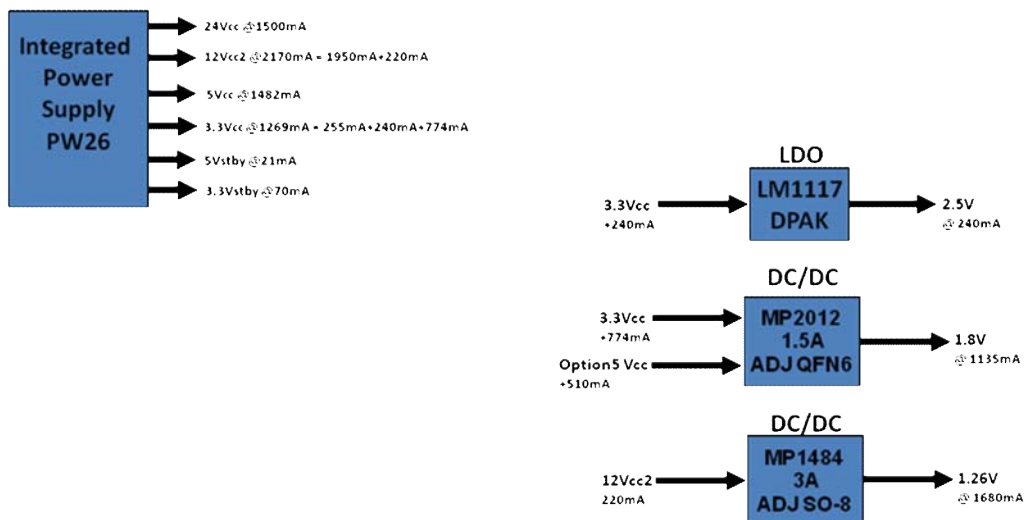 Integrated
Power
Supply
PW26
24Vcc @1500mA
12Vcc2 @2170mA = 1950mA+220mA
5Vcc @1482mA
3.3Vcc @1269mA = 255mA+240mA+774mA
5Vstby @21mA
3.3Vstby @70mA
LDO
LM1117
DPAK
3.3Vcc
+240mA
2.5V
@ 240mA
DC/DC
MP2012
1.5A
ADJ QFN6
3.3Vcc
+774mA
Option5 Vcc
+510mA
1.8V
@ 1135mA
DC/DC
MP1484
3A
ADJ SO-8
12Vcc2
220mA
1.26V
@ 1680mA